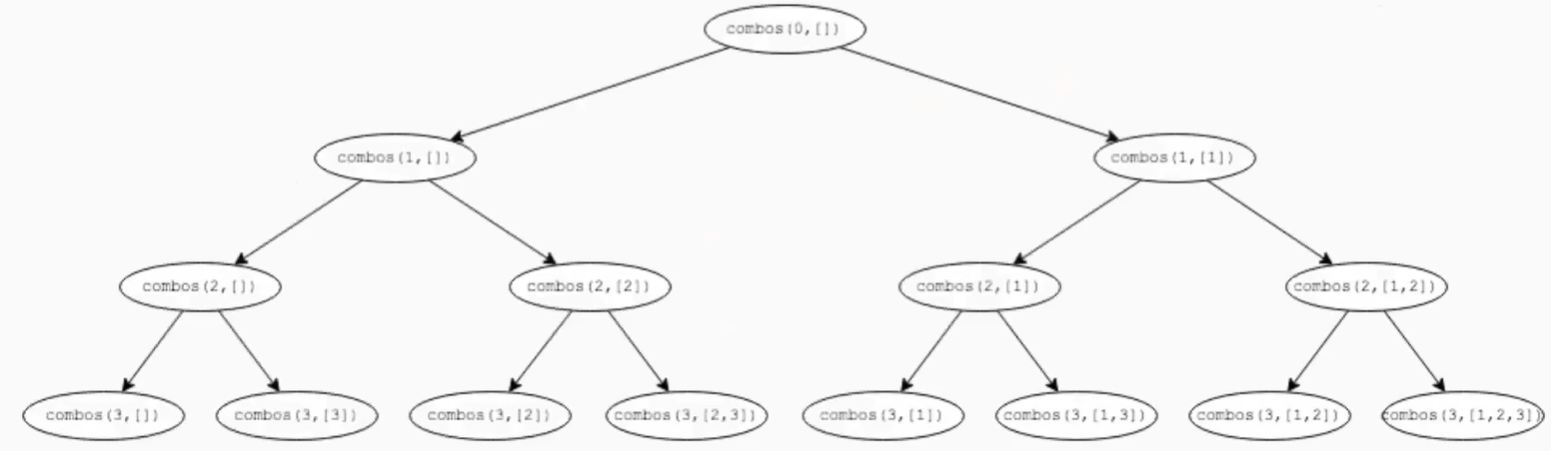 combos(0,[])
combos(1,[])
combos(1,[1])
combos(2,[])
combos(2,[2])
combos(2,[1])
combos(2,[1,2])
combos(3,[])
combos(3,[3])
combos(3,[2])
combos(3,[2,3])
combos(3,[1])
combos(3,[1,3])
combos(3,[1,2])
combos(3,[1,2,3])